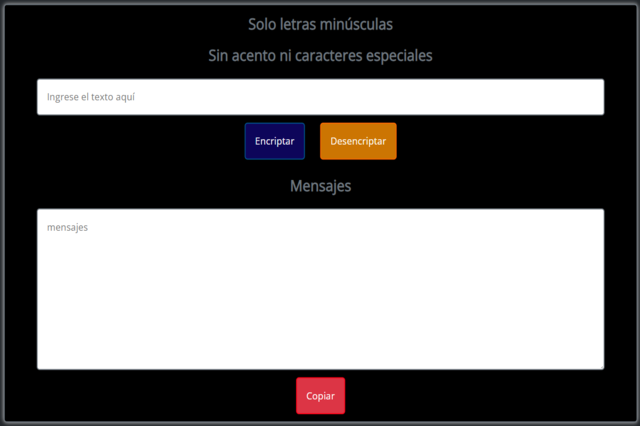 Solo letras minúsculas
Sin acento ni caracteres especiales
Ingrese el texto aquí
Encriptar
Desencriptar
Mensajes
mensajes
Copiar